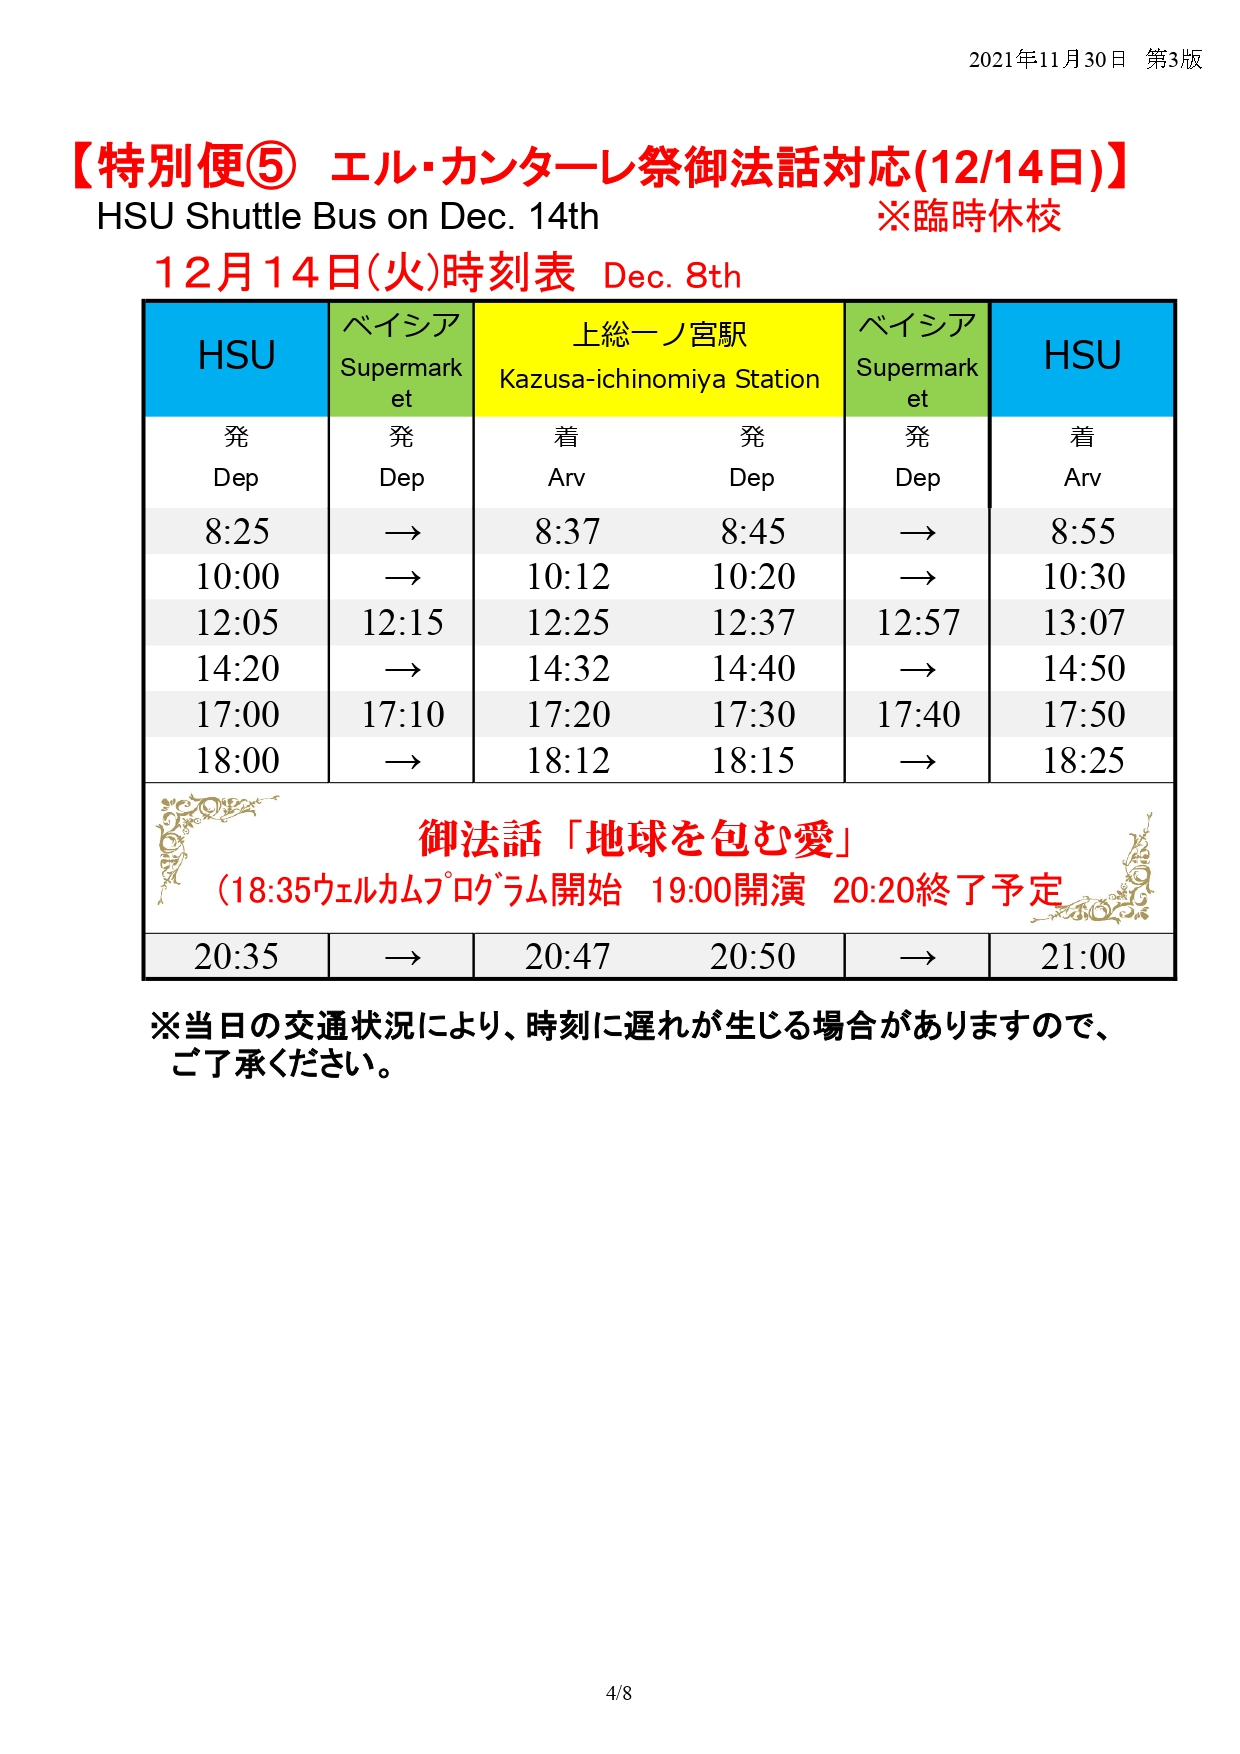 2021年11月30日　第3版
【特別便⑤　エル・カンターレ祭御法話対応(12/14日)】
HSU Shuttle Bus on Dec. 14th　※臨時休校
１２月１４日(火)時刻表 Dec. 8th
HSU ベイシア 上総一ノ宮駅 ベイシア HSU
Supermark Kazusa-ichinomiya Station Supermark
et et
発 発 着 発 発 着
Dep Dep Arv Dep Dep Arv
8:25 → 8:37 8:45 → 8:55
10:00 → 10:12 10:20 → 10:30
12:05 12:15 12:25 12:37 12:57 13:07
14:20 → 14:32 14:40 → 14:50
17:00 17:10 17:20 17:30 17:40 17:50
18:00 → 18:12 18:15 → 18:25
御法話「地球を包む愛」
（18:35ｳｪﾙｶﾑﾌﾟﾛｸﾞﾗﾑ開始　19:00開演　20:20終了予定
20:35 → 20:47 20:50 → 21:00
※当日の交通状況により、時刻に遅れが生じる場合がありますので、
ご了承ください。
4/8